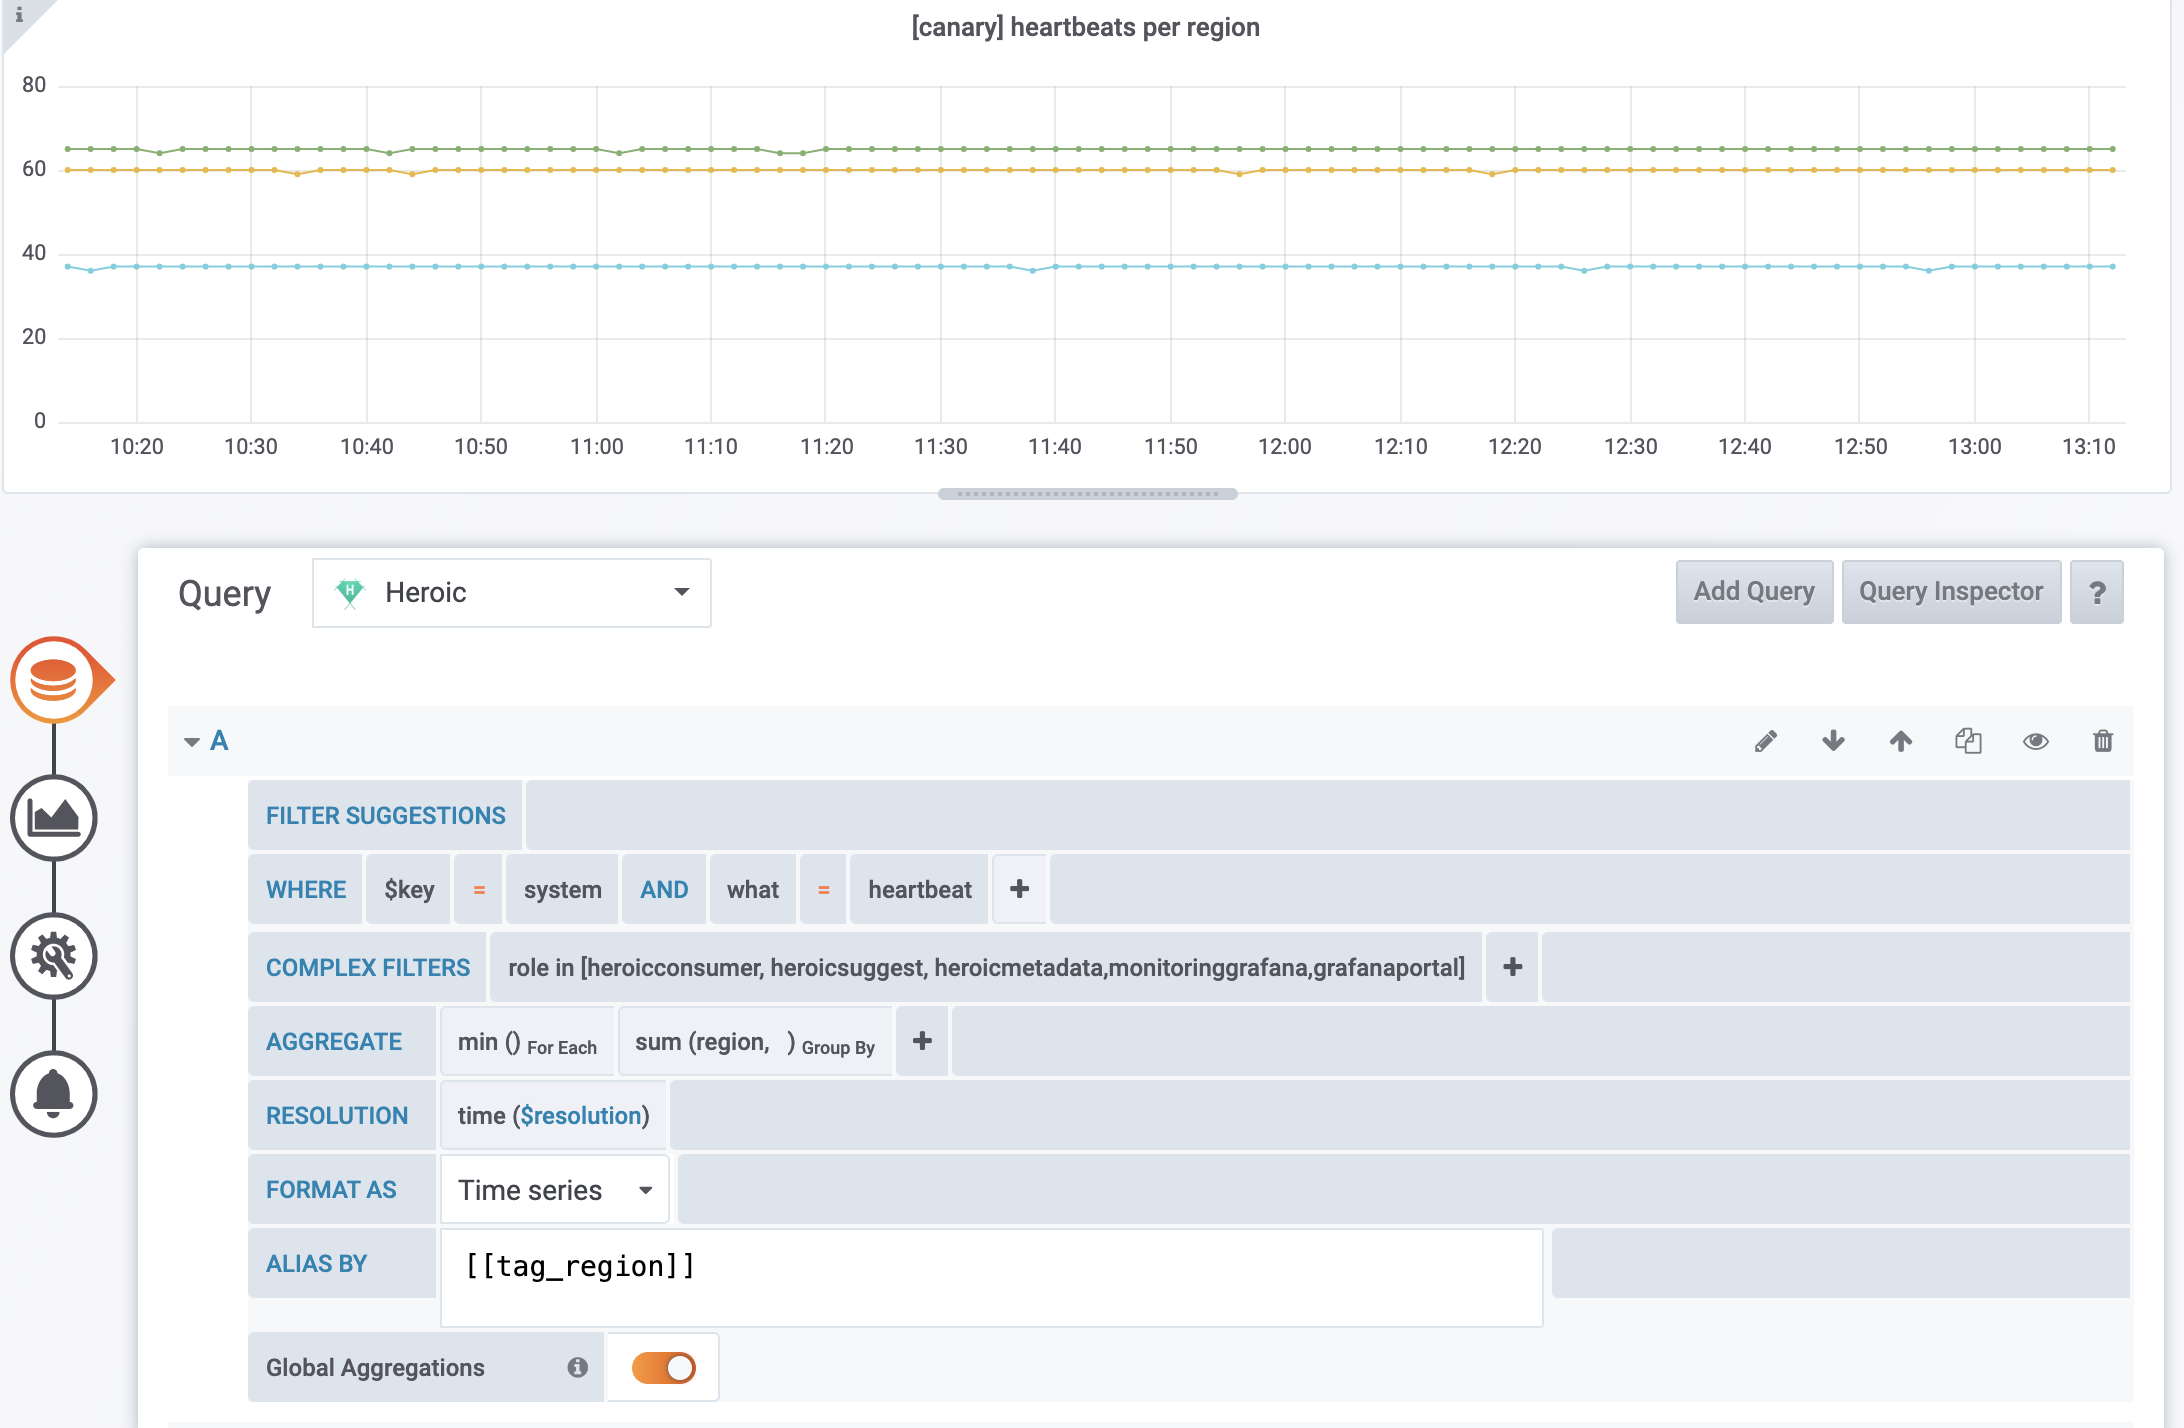 [canary] heartbeats per region
80
60
40
20
0
10:20 10:30 10:40 10:50 11:00 11:10 11:20 11:30 11:40 11:50 12:00 12:10 12:20 12:30 12:40 12:50 13:00 13:10
Query H Heroic Add Query Query Inspector ?
A
FILTER SUGGESTIONS
WHERE $key = system AND what = heartbeat +
COMPLEX FILTERS role in [heroicconsumer, heroicsuggest, heroicmetadata,monitoringgrafana,grafanaportal] +
AGGREGATE min () For Each sum (region, ) Group By +
RESOLUTION time ($resolution)
FORMAT AS Time series
ALIAS BY [[tag_region]]
Global Aggregations